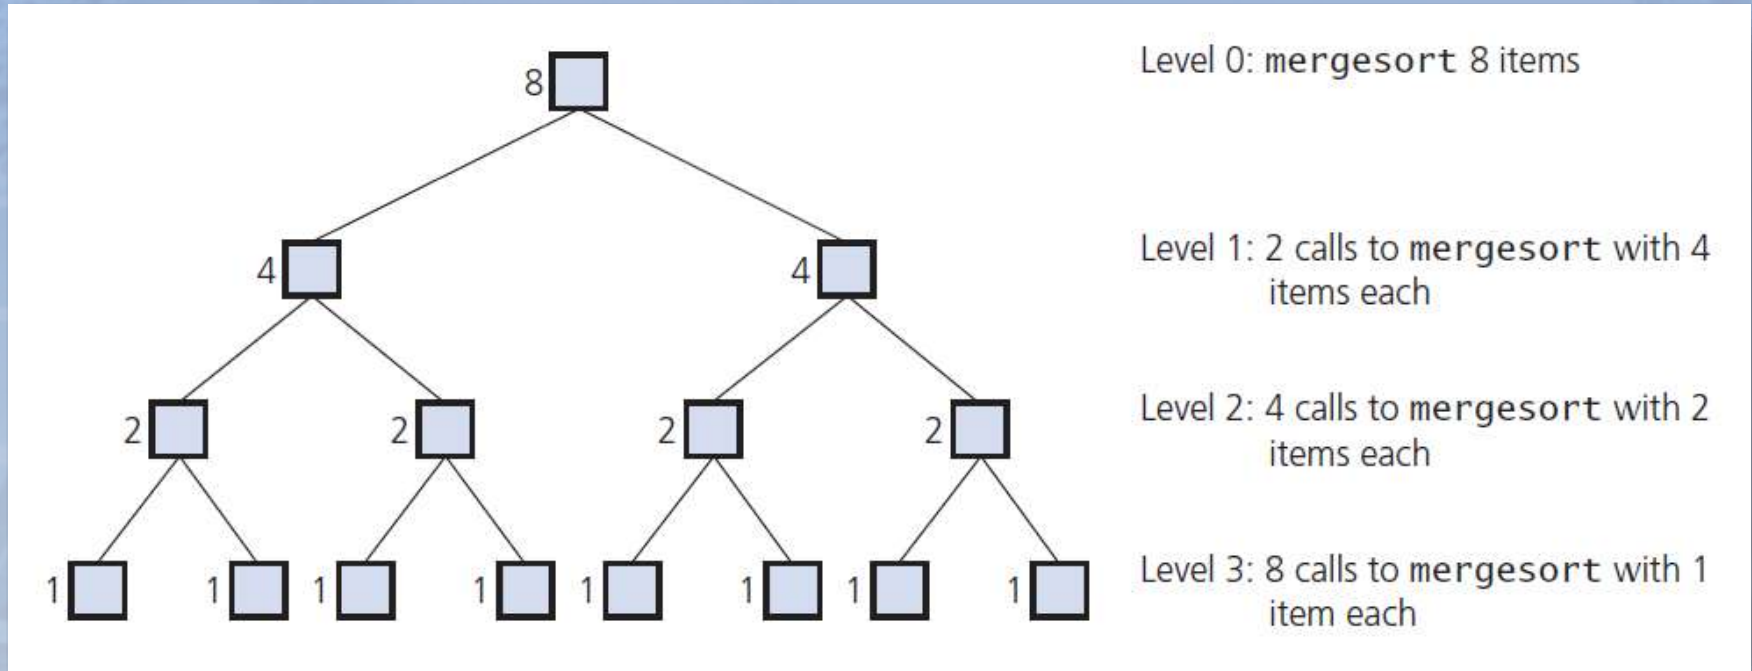 8
Level 0: mergesort 8 items
4
4
Level 1: 2 calls to mergesort with 4
items each
2
2
2
2
Level 2: 4 calls to mergesort with 2
items each
1
1
1
1
1
1
1
1
Level 3: 8 calls to mergesort with 1
item each